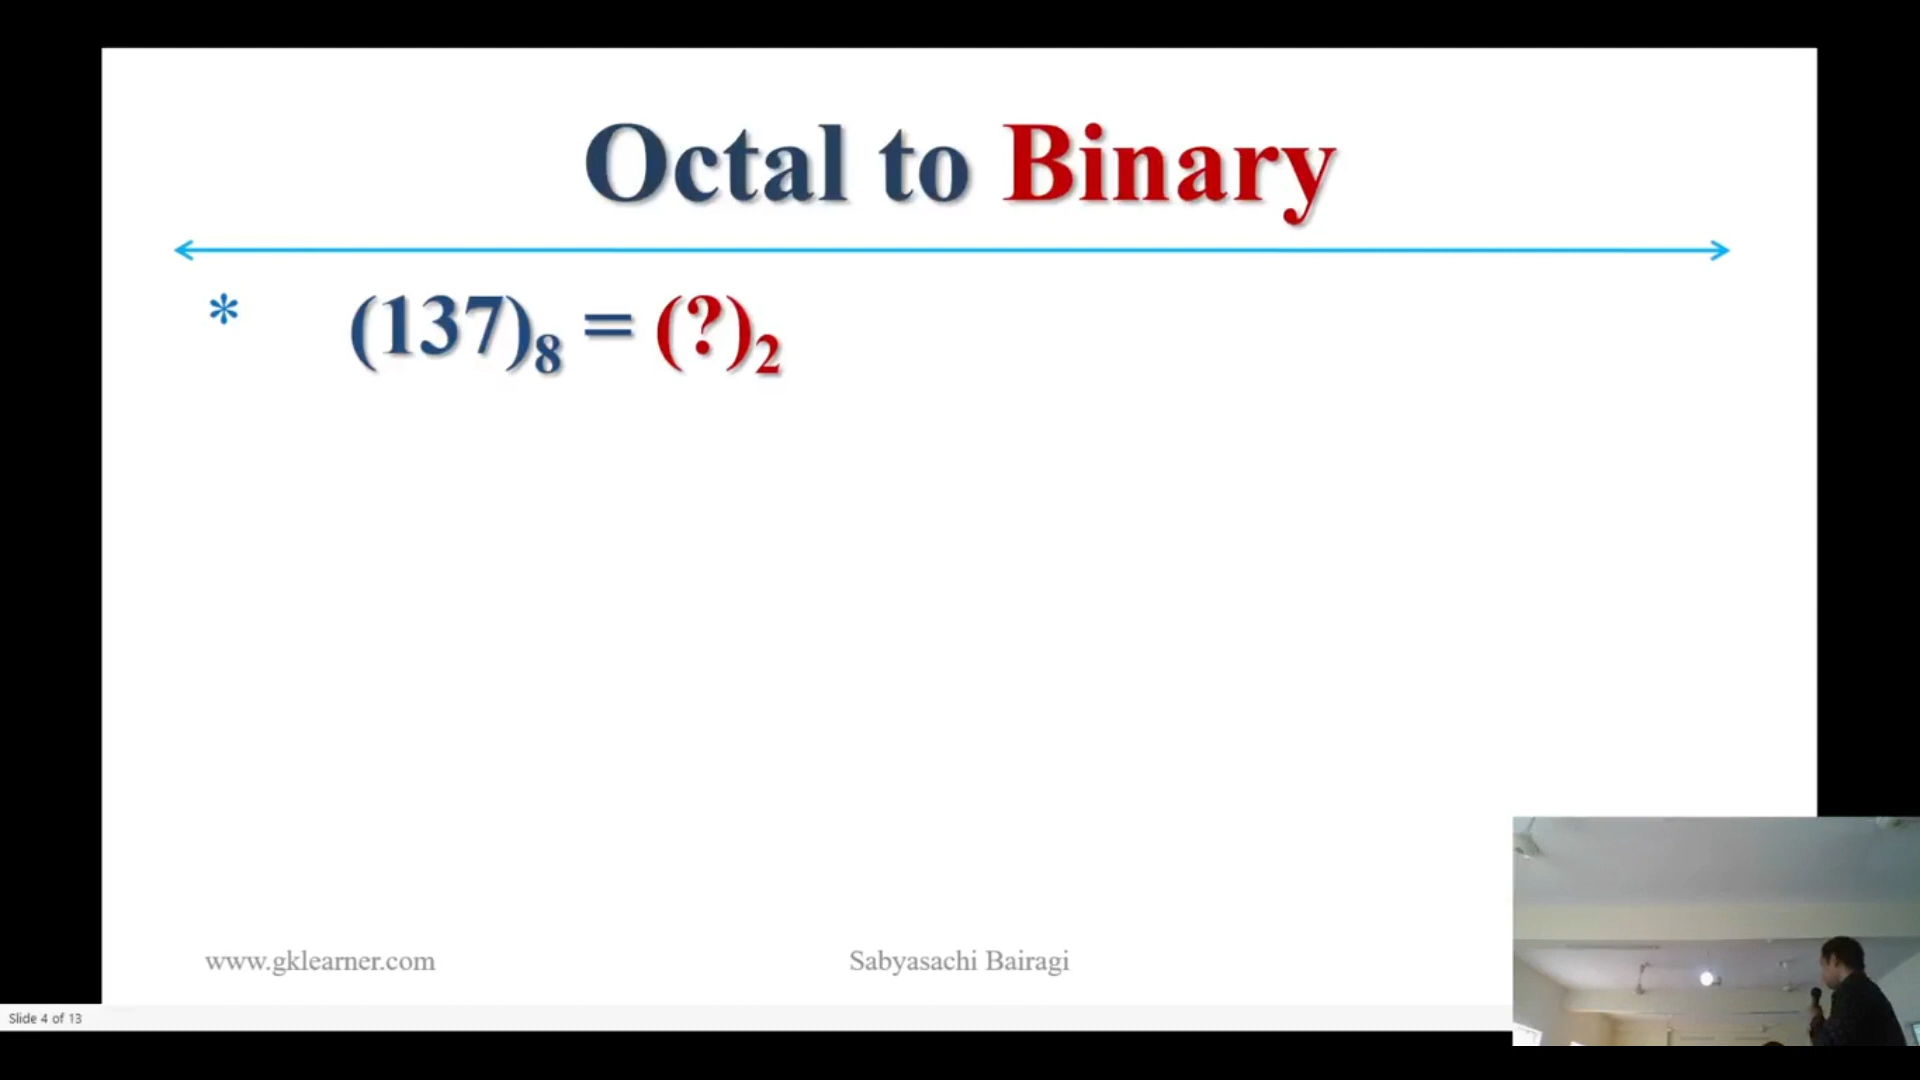 Octal to Binary
* (137)₈ = (?)₂
www.gklearner.com
Sabyasachi Bairagi
Slide 4 of 13